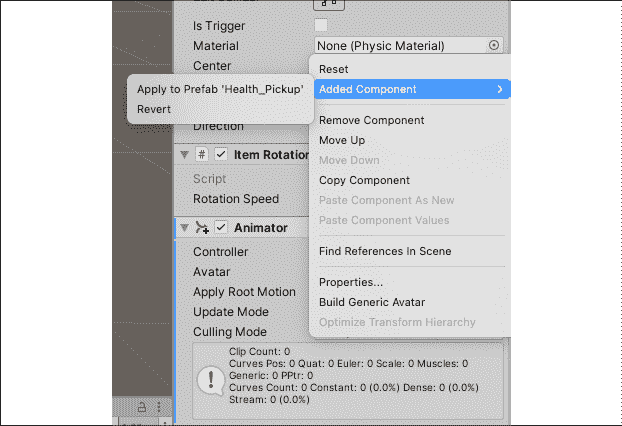 Is Trigger
Material None (Physic Material)
Center
Reset
Added Component
Apply to Prefab 'Health_Pickup'
Revert
Direction
Remove Component
Move Up
Move Down
Copy Component
Paste Component As New
Paste Component Values
Find References In Scene
Properties...
Build Generic Avatar
Optimize Transform Hierarchy
# Item Rotation
Script
Rotation Speed
Animator
Controller
Avatar
Apply Root Motion
Update Mode
Culling Mode
Clip Count: 0
Curves Pos: 0 Quat: 0 Euler: 0 Scale: 0 Muscles: 0
Generic: 0 PPtr: 0
Curves Count: 0 Constant: 0 (0.0%) Dense: 0 (0.0%)
Stream: 0 (0.0%)